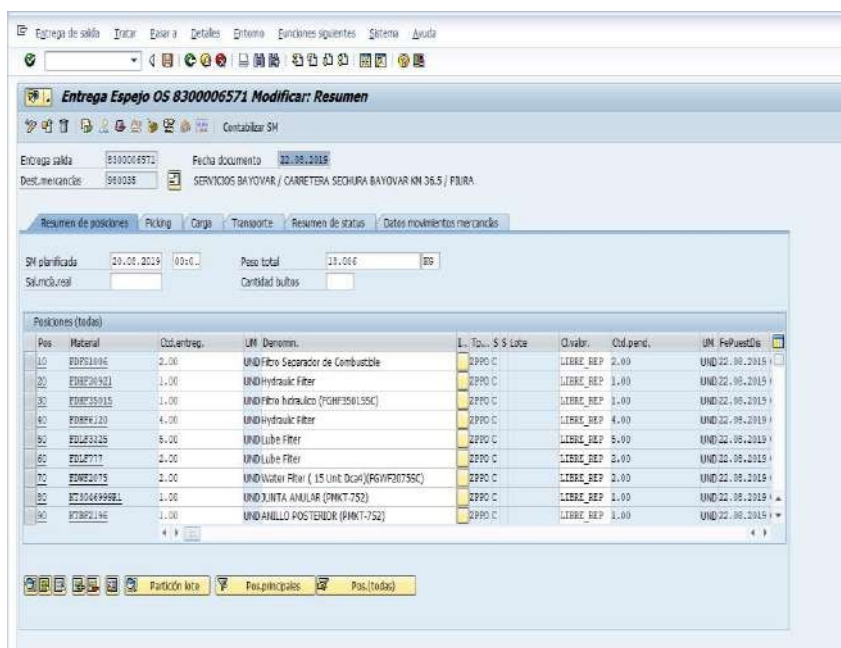 Entrega de salida Tratar Pasar a Detalles Entorno Funciones siguientes Sistema Ayuda
Entrega Espejo OS 8300006571 Modificar: Resumen
Contabilizar SM
Entrega salida 8300006571 Fecha documento 22.08.2019
Dest.mercancías 960035 SERVICIOS BAYOVAR / CARRETERA SECHURA BAYOVAR KM 36.5 / PIURA
Resumen de posiciones Picking Carga Transporte Resumen de status Datos movimientos mercancías
SM planificada 20.08.2019 00:0.. Peso total 18.086 KG
Sal.mcía.real Cantidad bultos
Posiciones (todas)
Pos Material Ctd.entreg. UM Denomin. I.. Tp... S S Lote Cl.valor. Ctd.pend. UM FePuestDis
10 FDFS1006 2.00 UND Filtro Separador de Combustible ZPPO C LIBRE_REP 2.00 UND 22.08.2019
20 1.00 UND Hydraulic Filter ZPPO C LIBRE_REP 1.00 UND 22.08.2019
30 FDHF35015 1.00 UND Filtro hidraulico (FGHF35015SC) ZPPO C LIBRE_REP 1.00 UND 22.08.2019
40 FDHF6120 4.00 UND Hydraulic Filter ZPPO C LIBRE_REP 4.00 UND 22.08.2019
50 FDLF3325 5.00 UND Lube Filter ZPPO C LIBRE_REP 5.00 UND 22.08.2019
60 FDLF777 2.00 UND Lube Filter ZPPO C LIBRE_REP 2.00 UND 22.08.2019
70 FDWF2075 2.00 UND Water Filter ( 15 Unit Dca4)(FGWF2075SC) ZPPO C LIBRE_REP 2.00 UND 22.08.2019
80 1.00 UND JUNTA ANULAR (PMKT-752) ZPPO C LIBRE_REP 1.00 UND 22.08.2019
90 1.00 UND ANILLO POSTERIOR (PMKT-752) ZPPO C LIBRE_REP 1.00 UND 22.08.2019
Partición lote Pos.principales Pos.(todas)